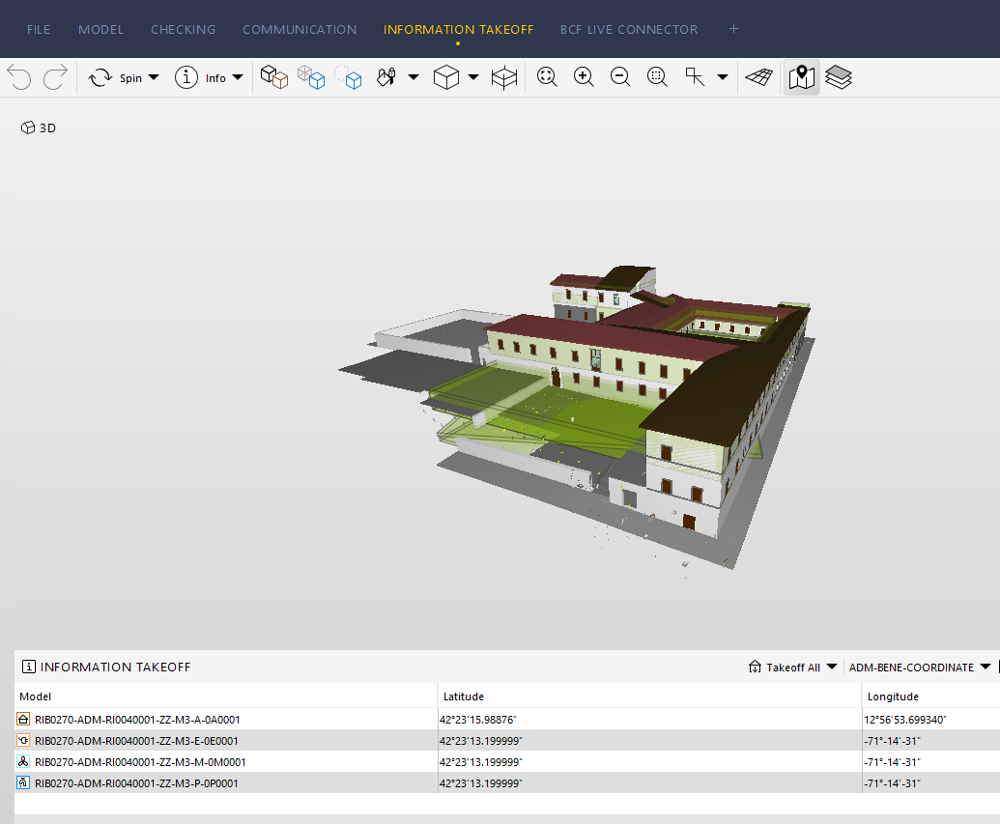 FILE MODEL CHECKING COMMUNICATION INFORMATION TAKEOFF BCF LIVE CONNECTOR +
Spin Info
3D
INFORMATION TAKEOFF Takeoff All ADM-BENE-COORDINATE
Model Latitude Longitude
RIB0270-ADM-RI0040001-ZZ-M3-A-0A0001 42°23'15.98876" 12°56'53.699340"
RIB0270-ADM-RI0040001-ZZ-M3-E-0E0001 42°23'13.199999" -71°-14'-31"
RIB0270-ADM-RI0040001-ZZ-M3-M-0M0001 42°23'13.199999" -71°-14'-31"
RIB0270-ADM-RI0040001-ZZ-M3-P-0P0001 42°23'13.199999" -71°-14'-31"